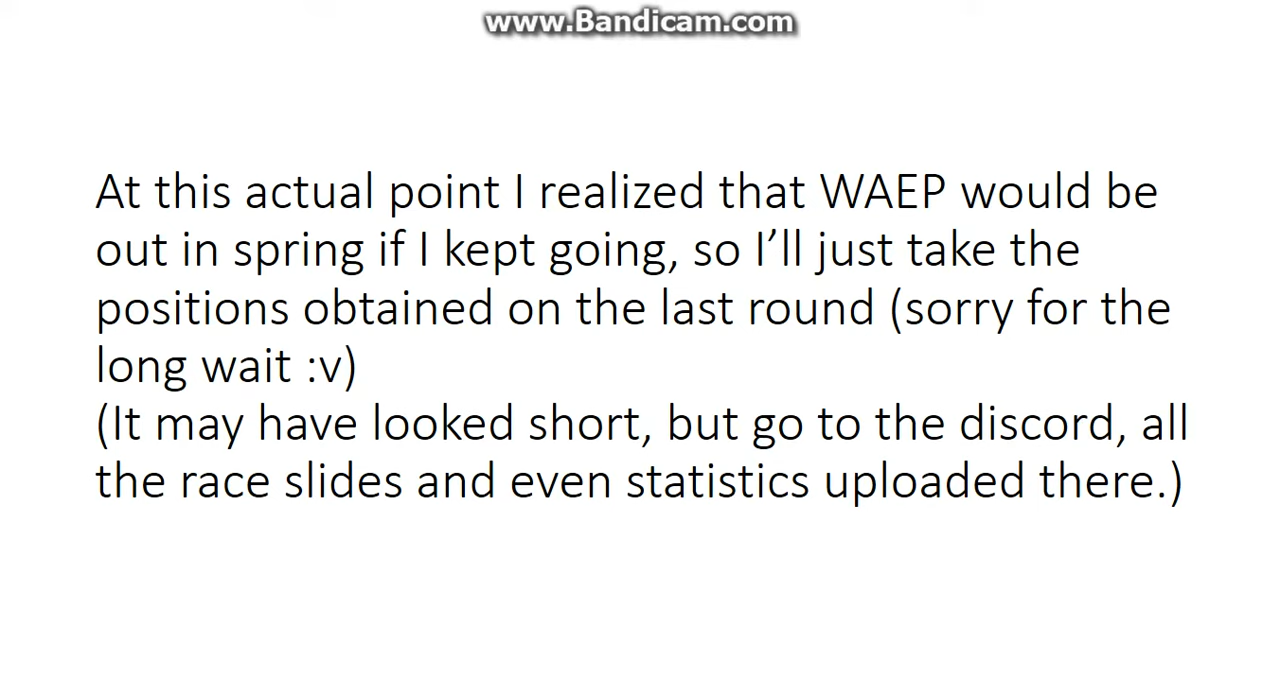 www.Bandicam.com
At this actual point I realized that WAEP would be
out in spring if I kept going, so I’ll just take the
positions obtained on the last round (sorry for the
long wait :v)
(It may have looked short, but go to the discord, all
the race slides and even statistics uploaded there.)